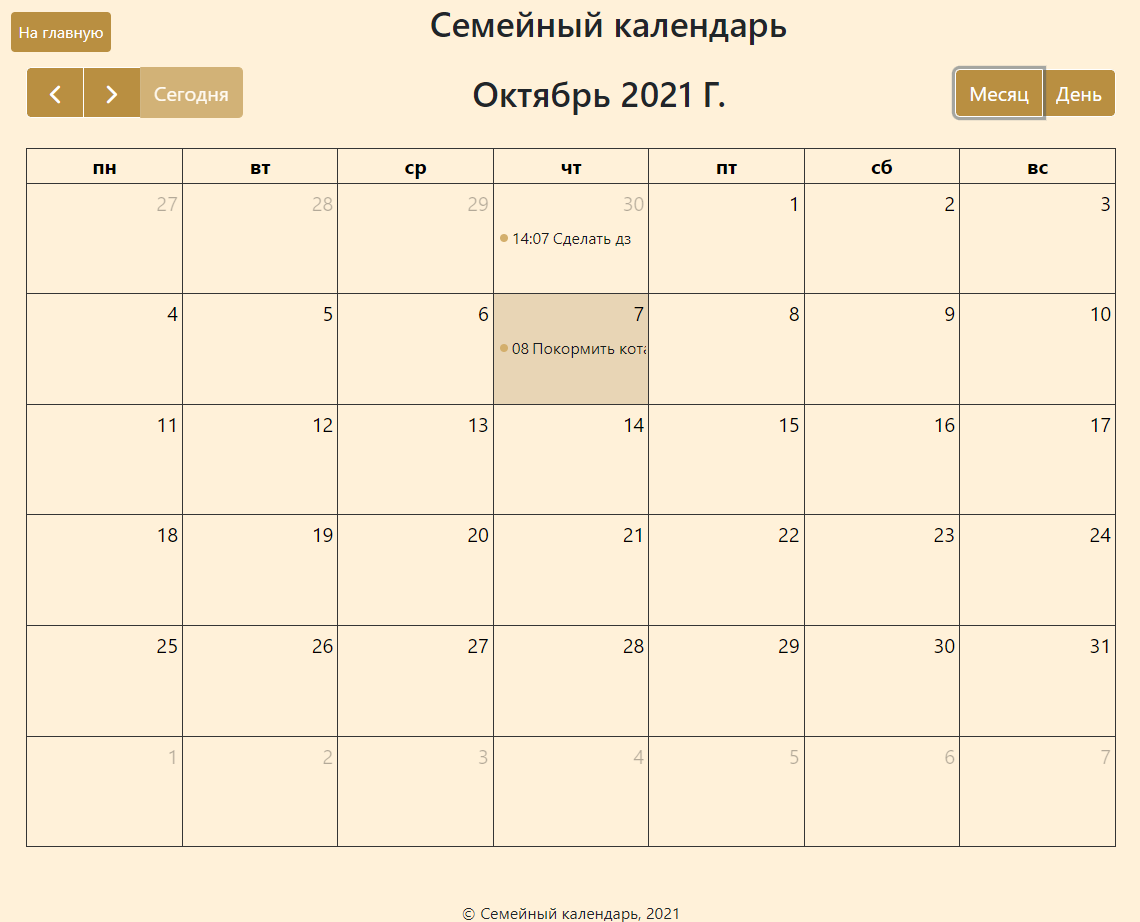 На главную
Семейный календарь
Сегодня
Октябрь 2021 Г.
Месяц День
пн вт ср чт пт сб вс
27 28 29 30 1 2 3
14:07 Сделать дз
4 5 6 7 8 9 10
08 Покормить кота
11 12 13 14 15 16 17
18 19 20 21 22 23 24
25 26 27 28 29 30 31
1 2 3 4 5 6 7
© Семейный календарь, 2021